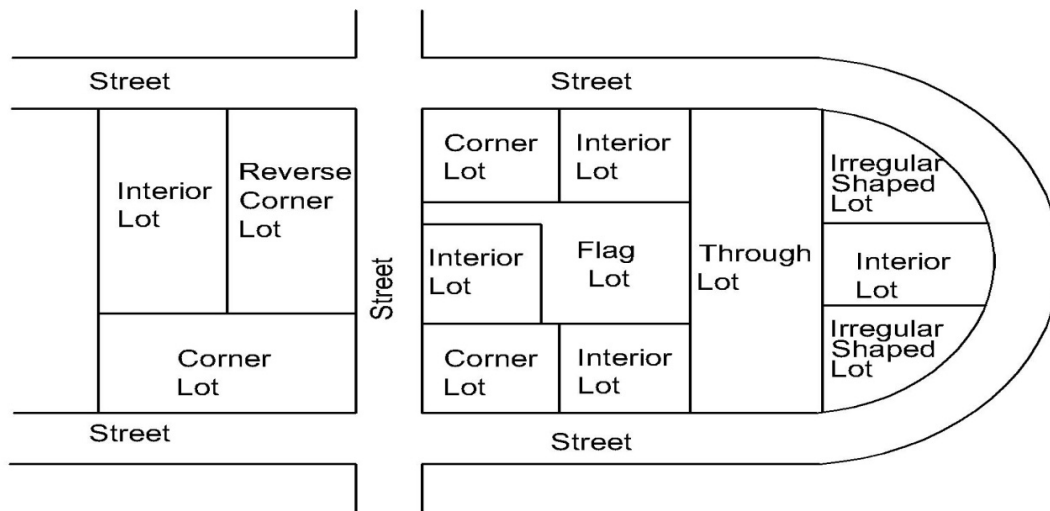 Street
Street
Interior
Lot
Reverse
Corner
Lot
Corner
Lot
Interior
Lot
Irregular
Shaped
Lot
Street
Interior
Lot
Flag
Lot
Through
Lot
Interior
Lot
Corner
Lot
Corner
Lot
Interior
Lot
Irregular
Shaped
Lot
Street
Street